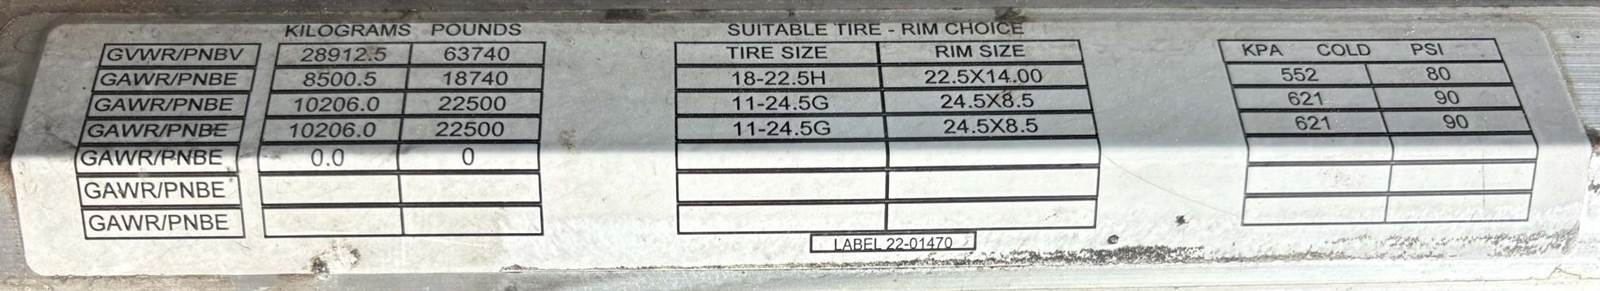 KILOGRAMS POUNDS SUITABLE TIRE - RIM CHOICE
GVWR/PNBV 28912.5 63740 TIRE SIZE RIM SIZE KPA COLD PSI
GAWR/PNBE 8500.5 18740 18-22.5H 22.5X14.00 552 80
GAWR/PNBE 10206.0 22500 11-24.5G 24.5X8.5 621 90
GAWR/PNBE 10206.0 22500 11-24.5G 24.5X8.5 621 90
GAWR/PNBE 0.0 0
GAWR/PNBE
GAWR/PNBE
LABEL 22-01470